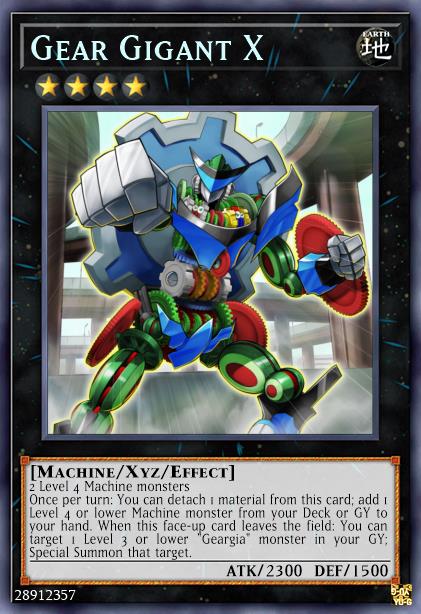 GEAR GIGANT X
EARTH
地
[MACHINE/XYZ/EFFECT]
2 Level 4 Machine monsters
Once per turn: You can detach 1 material from this card; add 1
Level 4 or lower Machine monster from your Deck or GY to
your hand. When this face-up card leaves the field: You can
target 1 Level 3 or lower "Geargia" monster in your GY;
Special Summon that target.
ATK/2300 DEF/1500
28912357